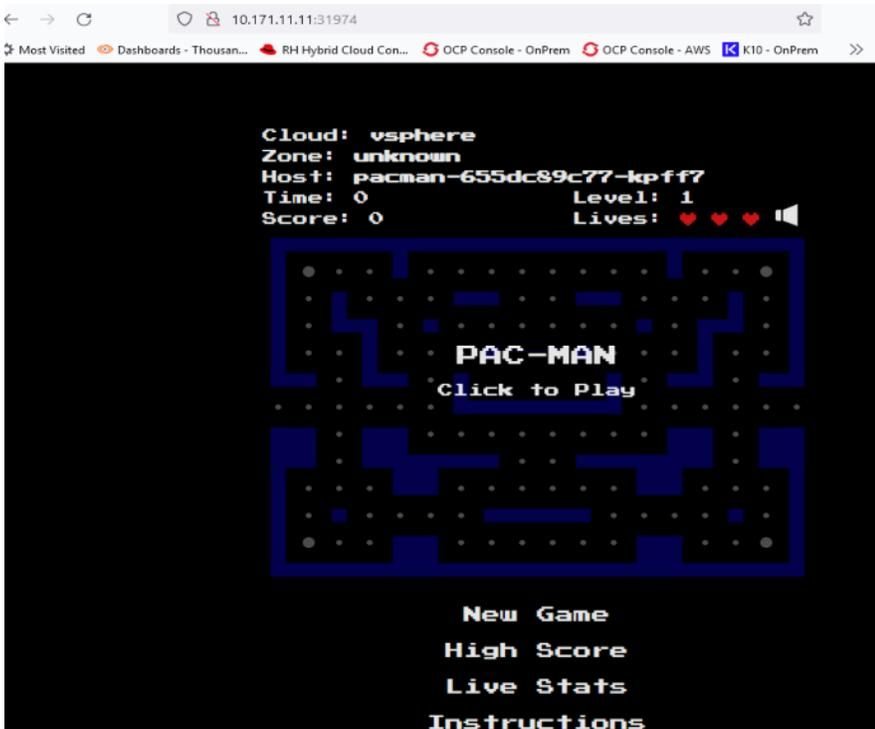 10.171.11.11:31974
Most Visited Dashboards - Thousan... RH Hybrid Cloud Con... OCP Console - OnPrem OCP Console - AWS K10 - OnPrem
Cloud: vsphere
Zone: unknown
Host: pacman-655dc89c77-kpff7
Time: 0 Level: 1
Score: 0 Lives:
PAC-MAN
Click to Play
New Game
High Score
Live Stats
Instructions